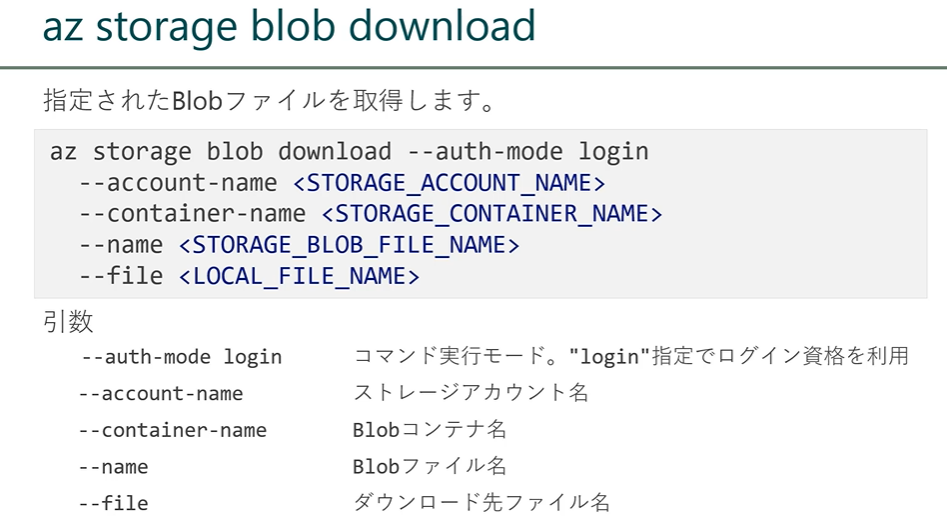 az storage blob download
指定されたBlobファイルを取得します。
az storage blob download --auth-mode login
--account-name <STORAGE_ACCOUNT_NAME>
--container-name <STORAGE_CONTAINER_NAME>
--name <STORAGE_BLOB_FILE_NAME>
--file <LOCAL_FILE_NAME>
引数
--auth-mode login コマンド実行モード。"login"指定でログイン資格を利用
--account-name ストレージアカウント名
--container-name Blobコンテナ名
--name Blobファイル名
--file ダウンロード先ファイル名